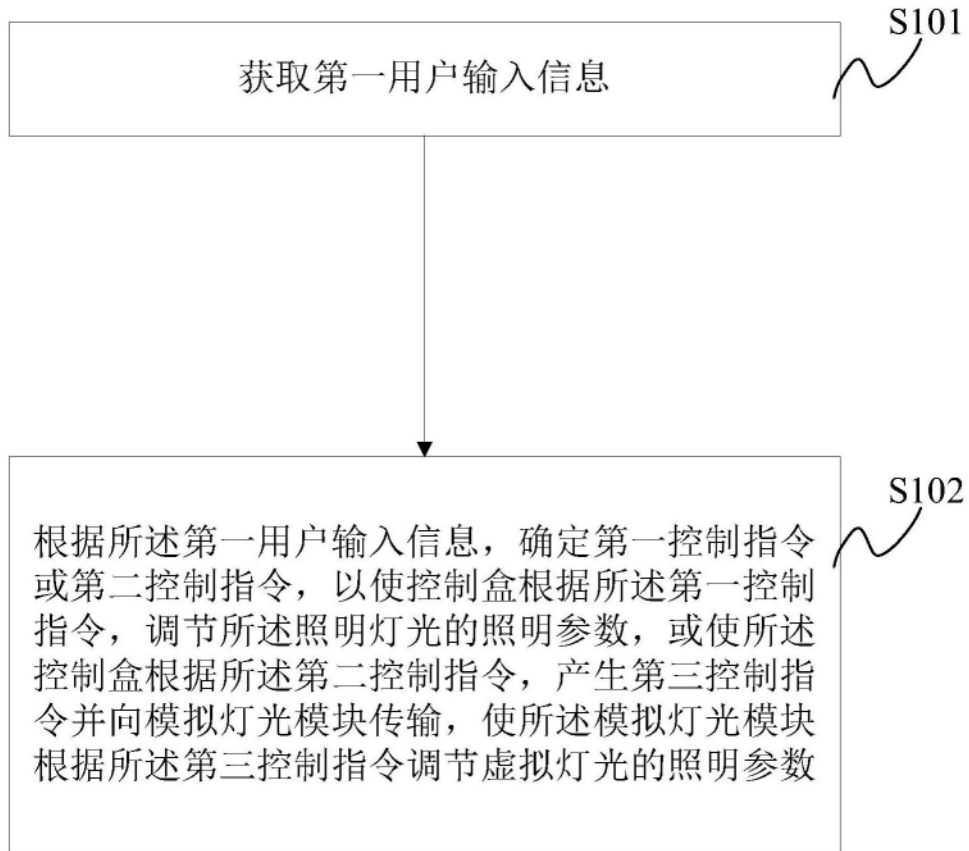 S101
获取第一用户输入信息
S102
根据所述第一用户输入信息，确定第一控制指令
或第二控制指令，以使控制盒根据所述第一控制
指令，调节所述照明灯光的照明参数，或使所述
控制盒根据所述第二控制指令，产生第三控制指
令并向模拟灯光模块传输，使所述模拟灯光模块
根据所述第三控制指令调节虚拟灯光的照明参数